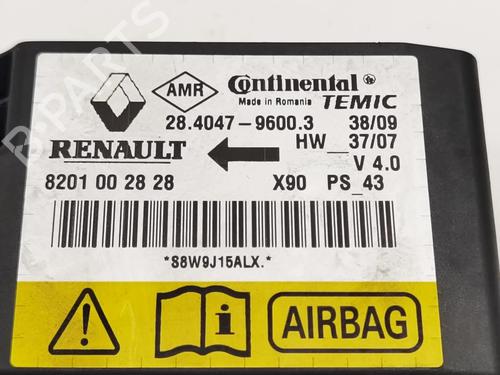 AMR Continental TEMIC
Made in Romania
28.4047-9600.3 38/09
HW__37/07
RENAULT
V 4.0
8201 00 28 28 X90 PS_43
*S8W9J15ALX.*
i
AIRBAG
B-PARTS